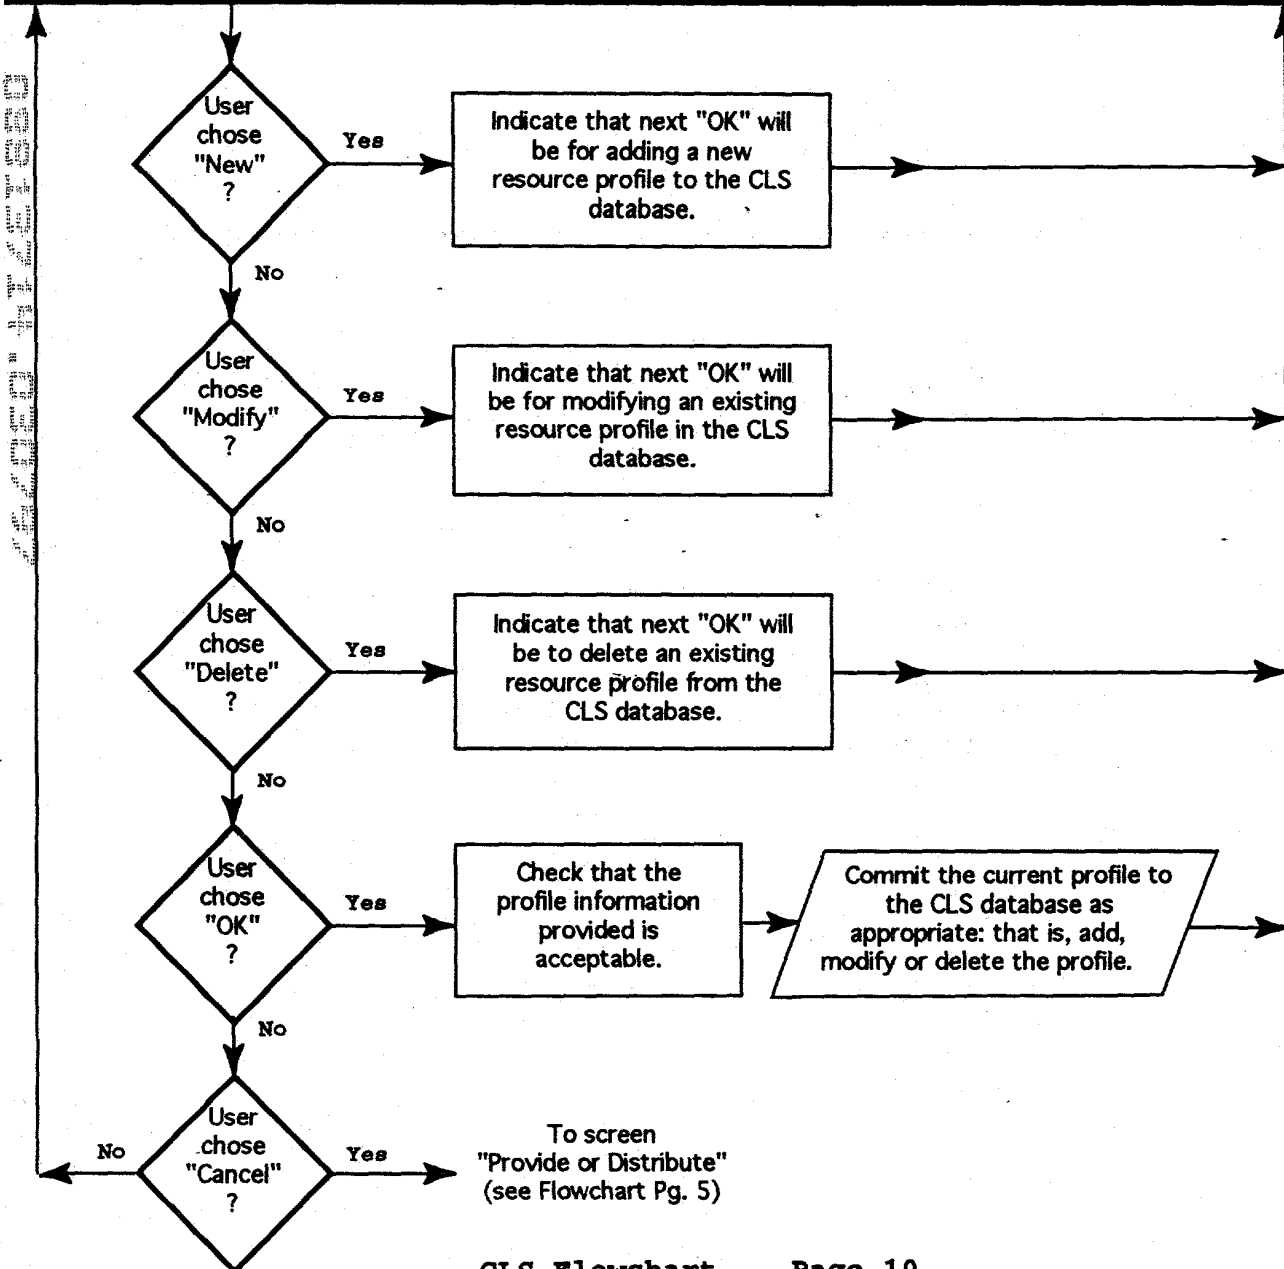 User
chose
"New"
?
Yes
Indicate that next "OK" will
be for adding a new
resource profile to the CLS
database.
No
User
chose
"Modify"
?
Yes
Indicate that next "OK" will
be for modifying an existing
resource profile in the CLS
database.
No
User
chose
"Delete"
?
Yes
Indicate that next "OK" will
be to delete an existing
resource profile from the
CLS database.
No
User
chose
"OK"
?
Yes
Check that the
profile information
provided is
acceptable.
Commit the current profile to
the CLS database as
appropriate: that is, add,
modify or delete the profile.
No
User
chose
"Cancel"
?
No
Yes
To screen
"Provide or Distribute"
(see Flowchart Pg. 5)
CLS Flowchart Page